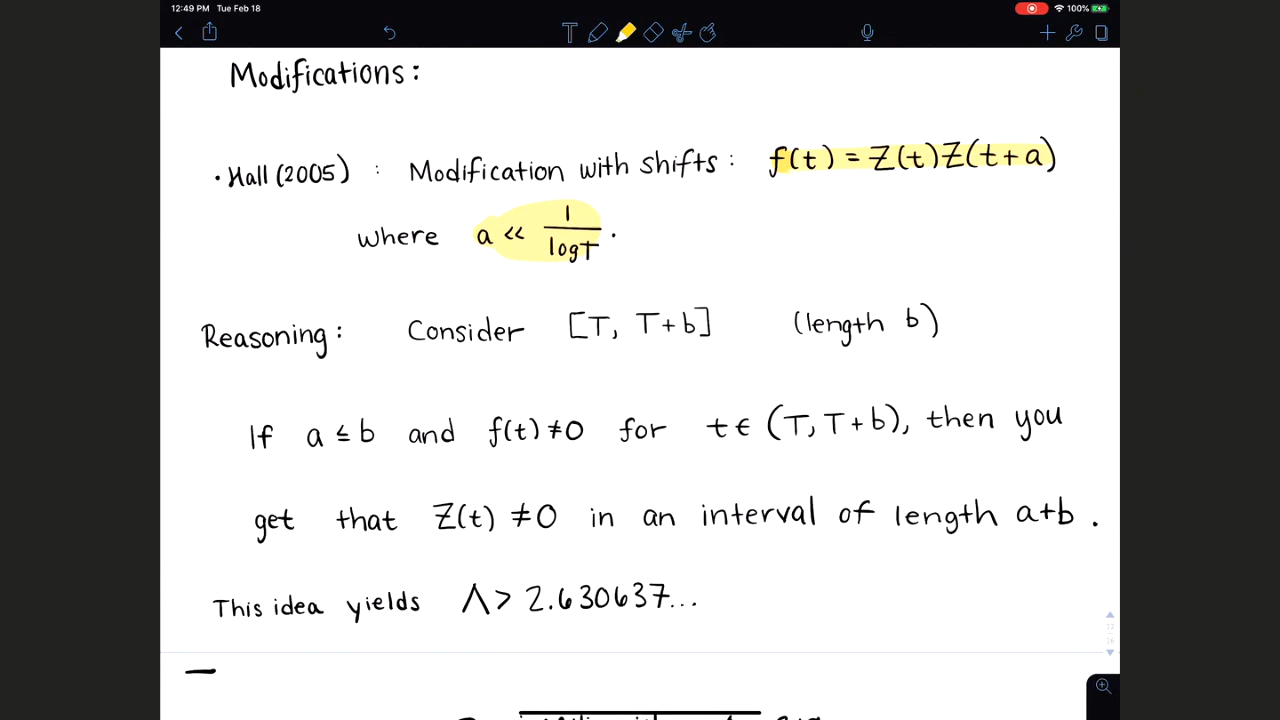 12:49 PM Tue Feb 18
100%
Modifications:
• Hall (2005) : Modification with shifts : f(t) = Z(t)Z(t+a)
where a << 1/logT .
Reasoning: Consider [T, T+b] (length b)
If a ≤ b and f(t) ≠ 0 for t ∈ (T, T+b), then you
get that Z(t) ≠ 0 in an interval of length a+b .
This idea yields Λ > 2.630637...